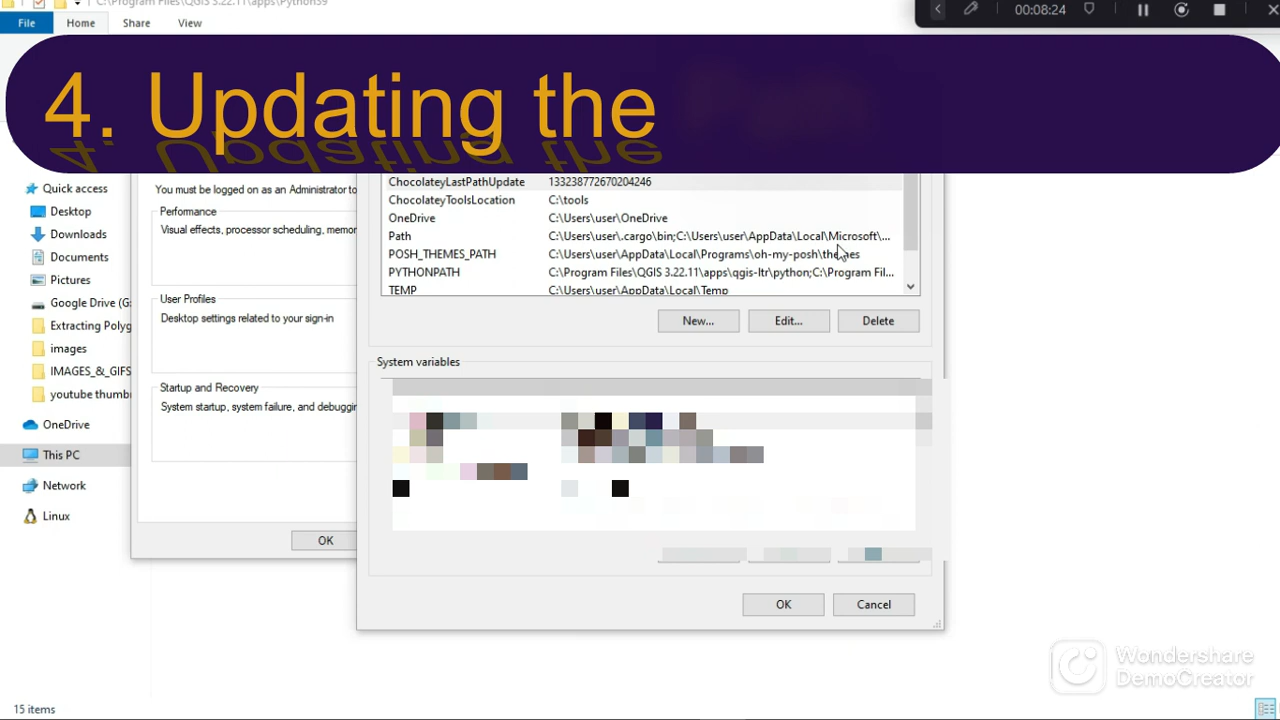 C:\Program Files\QGIS 3.22.11\apps\Python39
00:08:24
File Home Share View
4. Updating the
Quick access
Desktop
Downloads
Documents
Pictures
Google Drive (G
Extracting Polyg
images
IMAGES_&_GIFS
youtube thumb
OneDrive
This PC
Network
Linux
You must be logged on as an Administrator to
Performance
Visual effects, processor scheduling, memor
User Profiles
Desktop settings related to your sign-in
Startup and Recovery
System startup, system failure, and debuggin
OK
ChocolateyLastPathUpdate 133238772670204246
ChocolateyToolsLocation C:\tools
OneDrive C:\Users\user\OneDrive
Path C:\Users\user\.cargo\bin;C:\Users\user\AppData\Local\Microsoft\...
POSH_THEMES_PATH C:\Users\user\AppData\Local\Programs\oh-my-posh\themes
PYTHONPATH C:\Program Files\QGIS 3.22.11\apps\qgis-ltr\python;C:\Program Fil...
TEMP C:\Users\user\AppData\Local\Temp
New... Edit... Delete
System variables
OK Cancel
Wondershare
DemoCreator
15 items